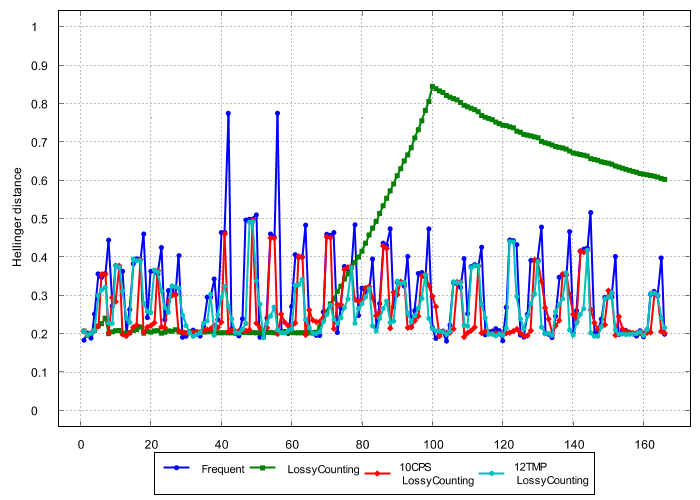 1
0.9
0.8
0.7
0.6
0.5
0.4
0.3
0.2
0.1
0
Hellinger distance
0 20 40 60 80 100 120 140 160
Frequent LossyCounting 10CPS 12TMP
LossyCounting LossyCounting